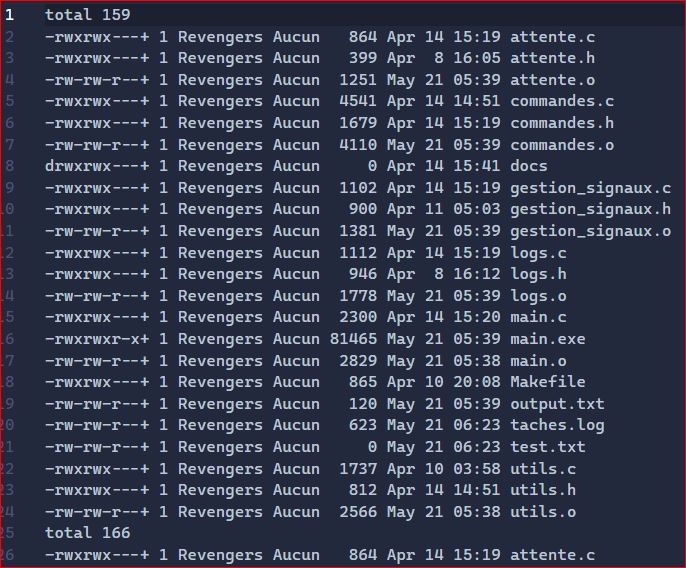 1 total 159
2 -rwxrwx---+ 1 Revengers Aucun   864 Apr 14 15:19 attente.c
3 -rwxrwx---+ 1 Revengers Aucun   399 Apr  8 16:05 attente.h
4 -rw-rw-r--+ 1 Revengers Aucun  1251 May 21 05:39 attente.o
5 -rwxrwx---+ 1 Revengers Aucun  4541 Apr 14 14:51 commandes.c
6 -rwxrwx---+ 1 Revengers Aucun  1679 Apr 14 15:19 commandes.h
7 -rw-rw-r--+ 1 Revengers Aucun  4110 May 21 05:39 commandes.o
8 drwxrwx---+ 1 Revengers Aucun     0 Apr 14 15:41 docs
9 -rwxrwx---+ 1 Revengers Aucun  1102 Apr 14 15:19 gestion_signaux.c
10 -rwxrwx---+ 1 Revengers Aucun   900 Apr 11 05:03 gestion_signaux.h
11 -rw-rw-r--+ 1 Revengers Aucun  1381 May 21 05:39 gestion_signaux.o
12 -rwxrwx---+ 1 Revengers Aucun  1112 Apr 14 15:19 logs.c
13 -rwxrwx---+ 1 Revengers Aucun   946 Apr  8 16:12 logs.h
14 -rw-rw-r--+ 1 Revengers Aucun  1778 May 21 05:39 logs.o
15 -rwxrwx---+ 1 Revengers Aucun  2300 Apr 14 15:20 main.c
16 -rwxrwxr-x+ 1 Revengers Aucun 81465 May 21 05:39 main.exe
17 -rw-rw-r--+ 1 Revengers Aucun  2829 May 21 05:38 main.o
18 -rwxrwx---+ 1 Revengers Aucun   865 Apr 10 20:08 Makefile
19 -rw-rw-r--+ 1 Revengers Aucun   120 May 21 05:39 output.txt
20 -rw-rw-r--+ 1 Revengers Aucun   623 May 21 06:23 taches.log
21 -rw-rw-r--+ 1 Revengers Aucun     0 May 21 06:23 test.txt
22 -rwxrwx---+ 1 Revengers Aucun  1737 Apr 10 03:58 utils.c
23 -rwxrwx---+ 1 Revengers Aucun   812 Apr 14 14:51 utils.h
24 -rw-rw-r--+ 1 Revengers Aucun  2566 May 21 05:38 utils.o
25 total 166
26 -rwxrwx---+ 1 Revengers Aucun   864 Apr 14 15:19 attente.c